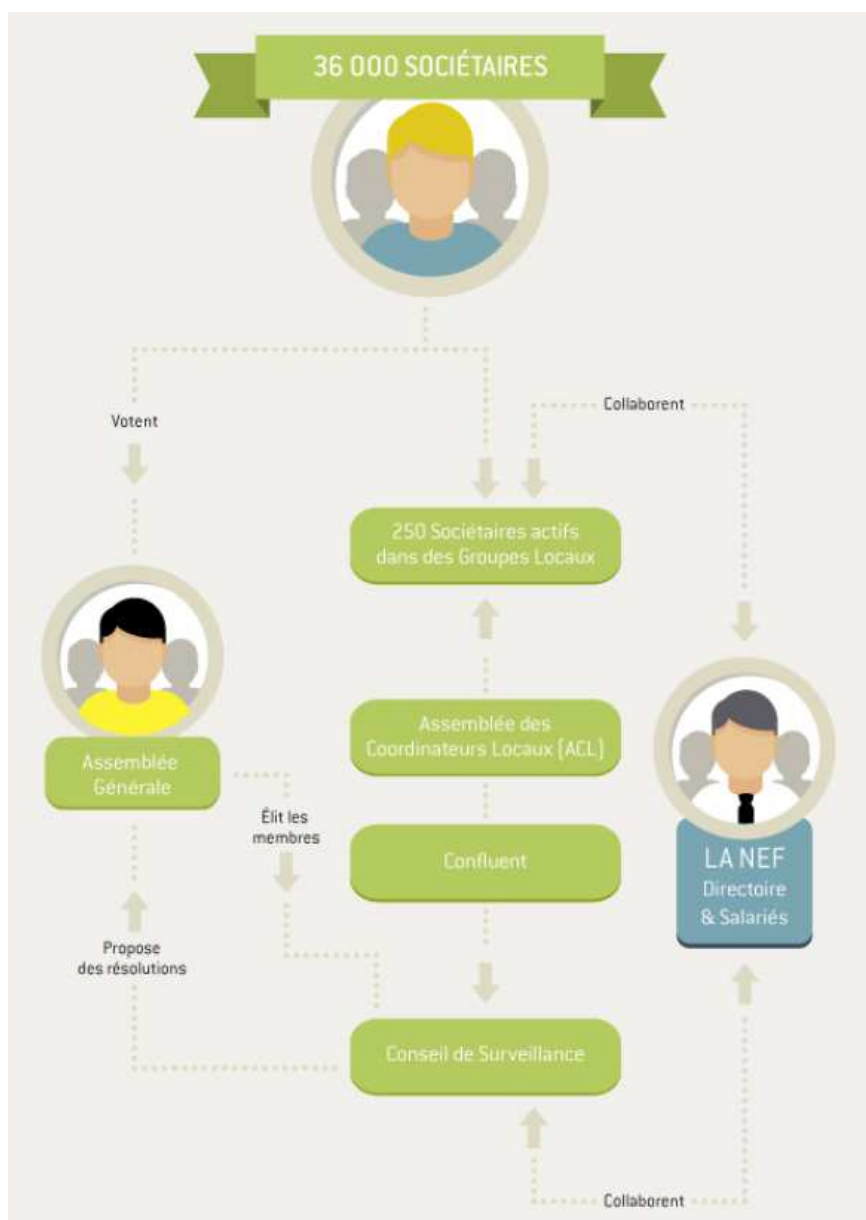 36 000 SOCIÉTAIRES
Votent
Collaborent
250 Sociétaires actifs
dans des Groupes Locaux
Assemblée
Générale
Assemblée des
Coordinateurs Locaux (ACL)
Élit les
membres
Confluent
LA NEF
Directoire
& Salariés
Propose
des résolutions
Conseil de Surveillance
Collaborent